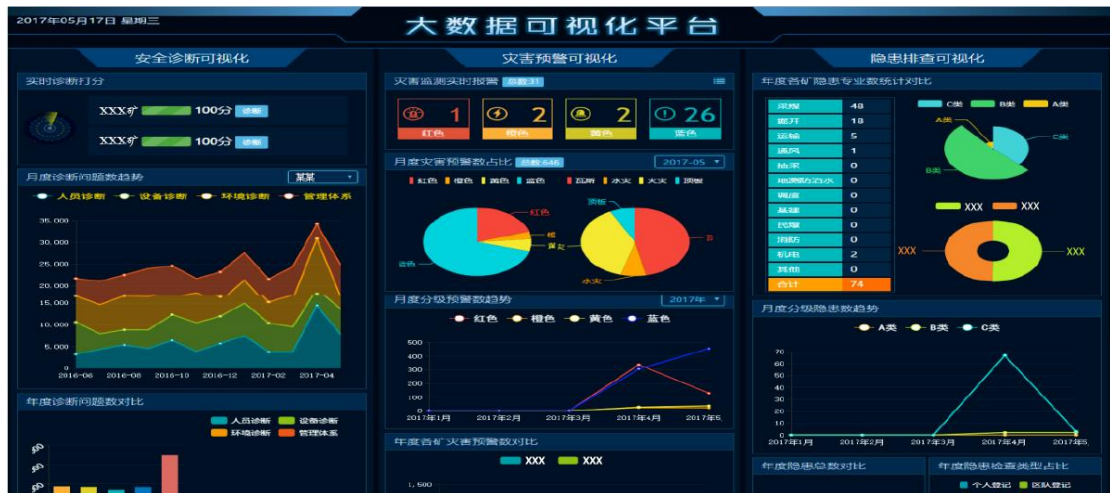 2017年05月17日 星期三
大数据可视化平台
安全诊断可视化
实时诊断打分
XXX矿 100分 诊断
XXX矿 100分 诊断
月度诊断问题数趋势 某某
人员诊断 设备诊断 环境诊断 管理体系
35.000
30.000
25.000
20.000
15.000
10.000
5.000
0
2016-06 2016-08 2016-10 2016-12 2017-02 2017-04
年度诊断问题数对比
人员诊断 设备诊断
环境诊断 管理体系
灾害预警可视化
灾害监测实时报警 总数31
1 2 2 26
红色 橙色 黄色 蓝色
月度灾害预警数占比 总数:646 2017-05
红色 橙色 黄色 蓝色 瓦斯 水灾 火灾 顶板
红色
橙
黄
蓝色
顶板
水灾
月度分级预警数趋势 2017年
红色 橙色 黄色 蓝色
500
400
300
200
100
0
2017年1月 2017年2月 2017年3月 2017年4月 2017年5
年度各矿灾害预警数对比
XXX XXX
1,500
隐患排查可视化
年度各矿隐患专业数统计对比
采煤 48
掘开 18
运输 5
通风 1
抽采 0
地测防治水 0
调度 0
基建 0
0
消防 0
机电 2
其他 0
合计 74
C类 B类 A类
A类
C类
B类
XXX XXX
XXX
XXX
月度分级隐患数趋势
A类 B类 C类
70
60
50
40
30
20
10
0
2017年1月 2017年2月 2017年3月 2017年4月 2017年5
年度隐患总数对比
年度隐患检查类型占比
个人登记 区队登记